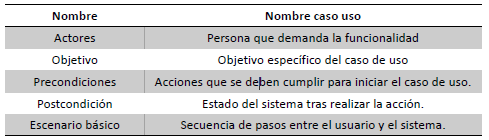 Nombre Nombre caso uso
Actores Persona que demanda la funcionalidad
Objetivo Objetivo específico del caso de uso
Precondiciones Acciones que se deben cumplir para iniciar el caso de uso.
Postcondición Estado del sistema tras realizar la acción.
Escenario básico Secuencia de pasos entre el usuario y el sistema.